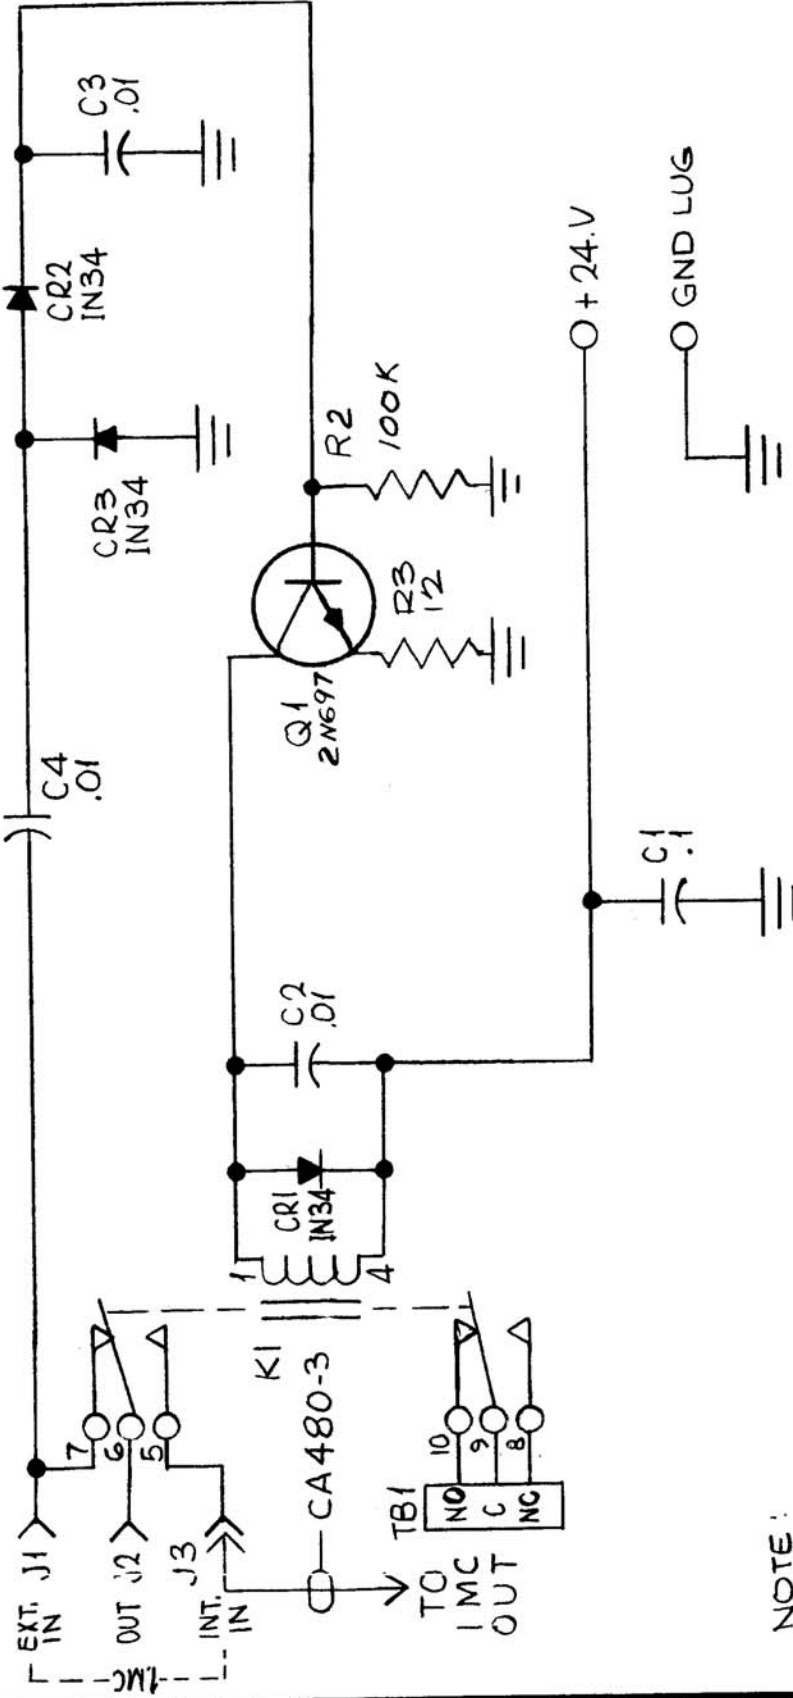 EXT. J1
IN
OUT J2
INT. J3
IN
1MC
7
6
5
C4
.01
CR3
IN34
CR2
IN34
C3
.01
K1
1
4
CR1
IN34
C2
.01
Q1
2N697
R3
12
R2
100K
CA480-3
TO
1MC
OUT
TB1
NO
C
NC
10
9
8
C1
.1
+24.V
GND LUG
NOTE: